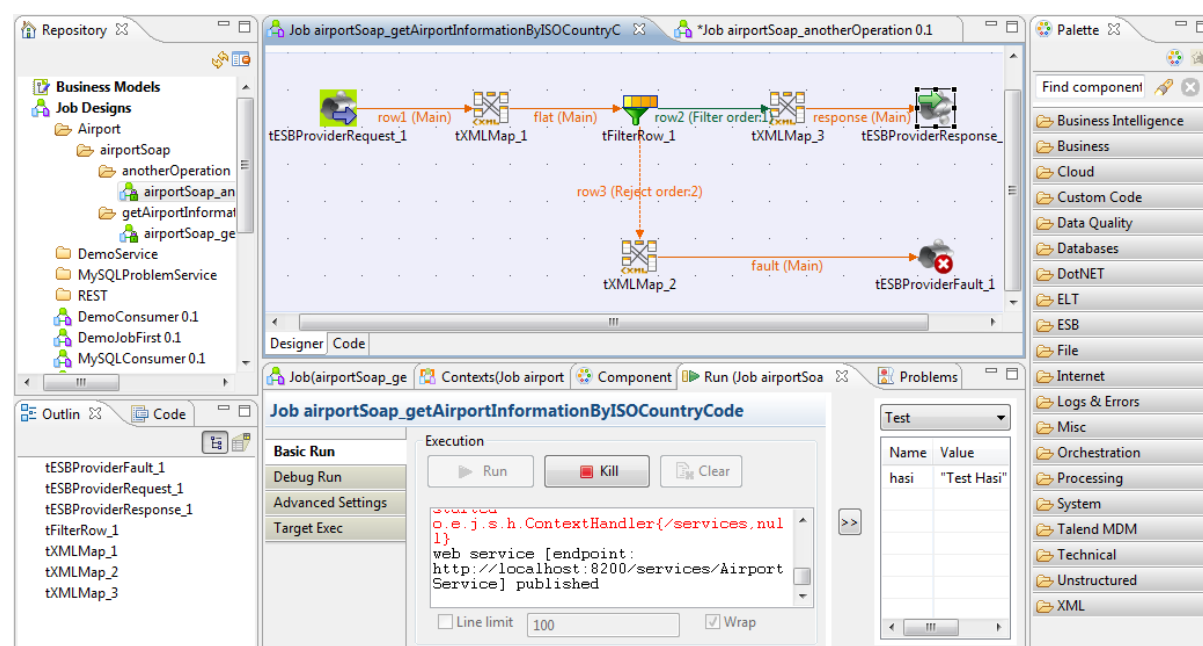 Repository
Business Models
Job Designs
Airport
airportSoap
anotherOperation
airportSoap_an
getAirportInformat
airportSoap_ge
DemoService
MySQLProblemService
REST
DemoConsumer 0.1
DemoJobFirst 0.1
MySQLConsumer 0.1
Outlin Code
tESBProviderFault_1
tESBProviderRequest_1
tESBProviderResponse_1
tFilterRow_1
tXMLMap_1
tXMLMap_2
tXMLMap_3
Job airportSoap_getAirportInformationByISOCountryC *Job airportSoap_anotherOperation 0.1
row1 (Main) flat (Main) row2 (Filter order:1) response (Main)
tESBProviderRequest_1 tXMLMap_1 tFilterRow_1 tXMLMap_3 tESBProviderResponse_
row3 (Reject order:2)
fault (Main)
tXMLMap_2 tESBProviderFault_1
Designer Code
Job(airportSoap_ge Contexts(Job airport Component Run (Job airportSoa Problems
Job airportSoap_getAirportInformationByISOCountryCode
Basic Run
Debug Run
Advanced Settings
Target Exec
Execution
Run Kill Clear
started
o.e.j.s.h.ContextHandler{/services,nul
l}
web service [endpoint:
http://localhost:8200/services/Airport
Service] published
Line limit 100 Wrap
>>
Test
Name Value
hasi "Test Hasi"
Palette
Find component
Business Intelligence
Business
Cloud
Custom Code
Data Quality
Databases
DotNET
ELT
ESB
File
Internet
Logs & Errors
Misc
Orchestration
Processing
System
Talend MDM
Technical
Unstructured
XML